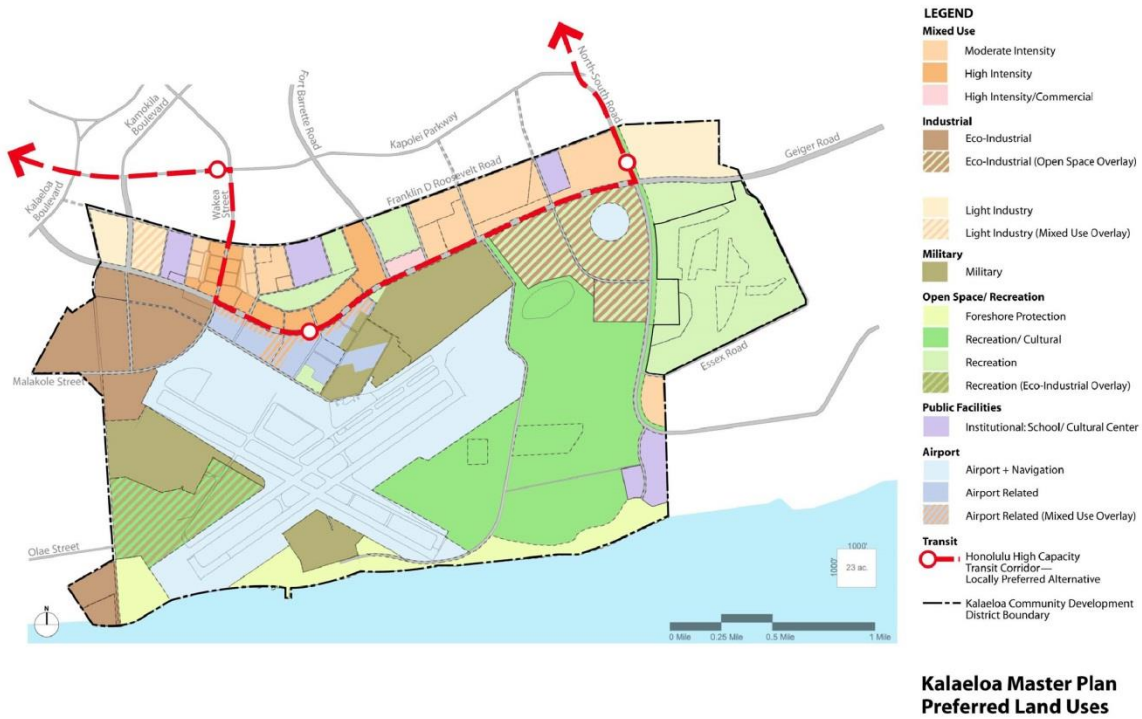 Kalaeloa
Boulevard
Kamokila
Boulevard
Wakea
Street
Fort Barrette Road
Kapolei Parkway
Franklin D Roosevelt Road
North-South Road
Geiger Road
Essex Road
Malakole Street
Olae Street
N
1000'
1000'
23 ac.
0 Mile
0.25 Mile
0.5 Mile
1 Mile
LEGEND
Mixed Use
Moderate Intensity
High Intensity
High Intensity/Commercial
Industrial
Eco-Industrial
Eco-Industrial (Open Space Overlay)
Light Industry
Light Industry (Mixed Use Overlay)
Military
Military
Open Space/ Recreation
Foreshore Protection
Recreation/ Cultural
Recreation
Recreation (Eco-Industrial Overlay)
Public Facilities
Institutional: School/ Cultural Center
Airport
Airport + Navigation
Airport Related
Airport Related (Mixed Use Overlay)
Transit
Honolulu High Capacity
Transit Corridor—
Locally Preferred Alternative
Kalaeloa Community Development
District Boundary
Kalaeloa Master Plan
Preferred Land Uses